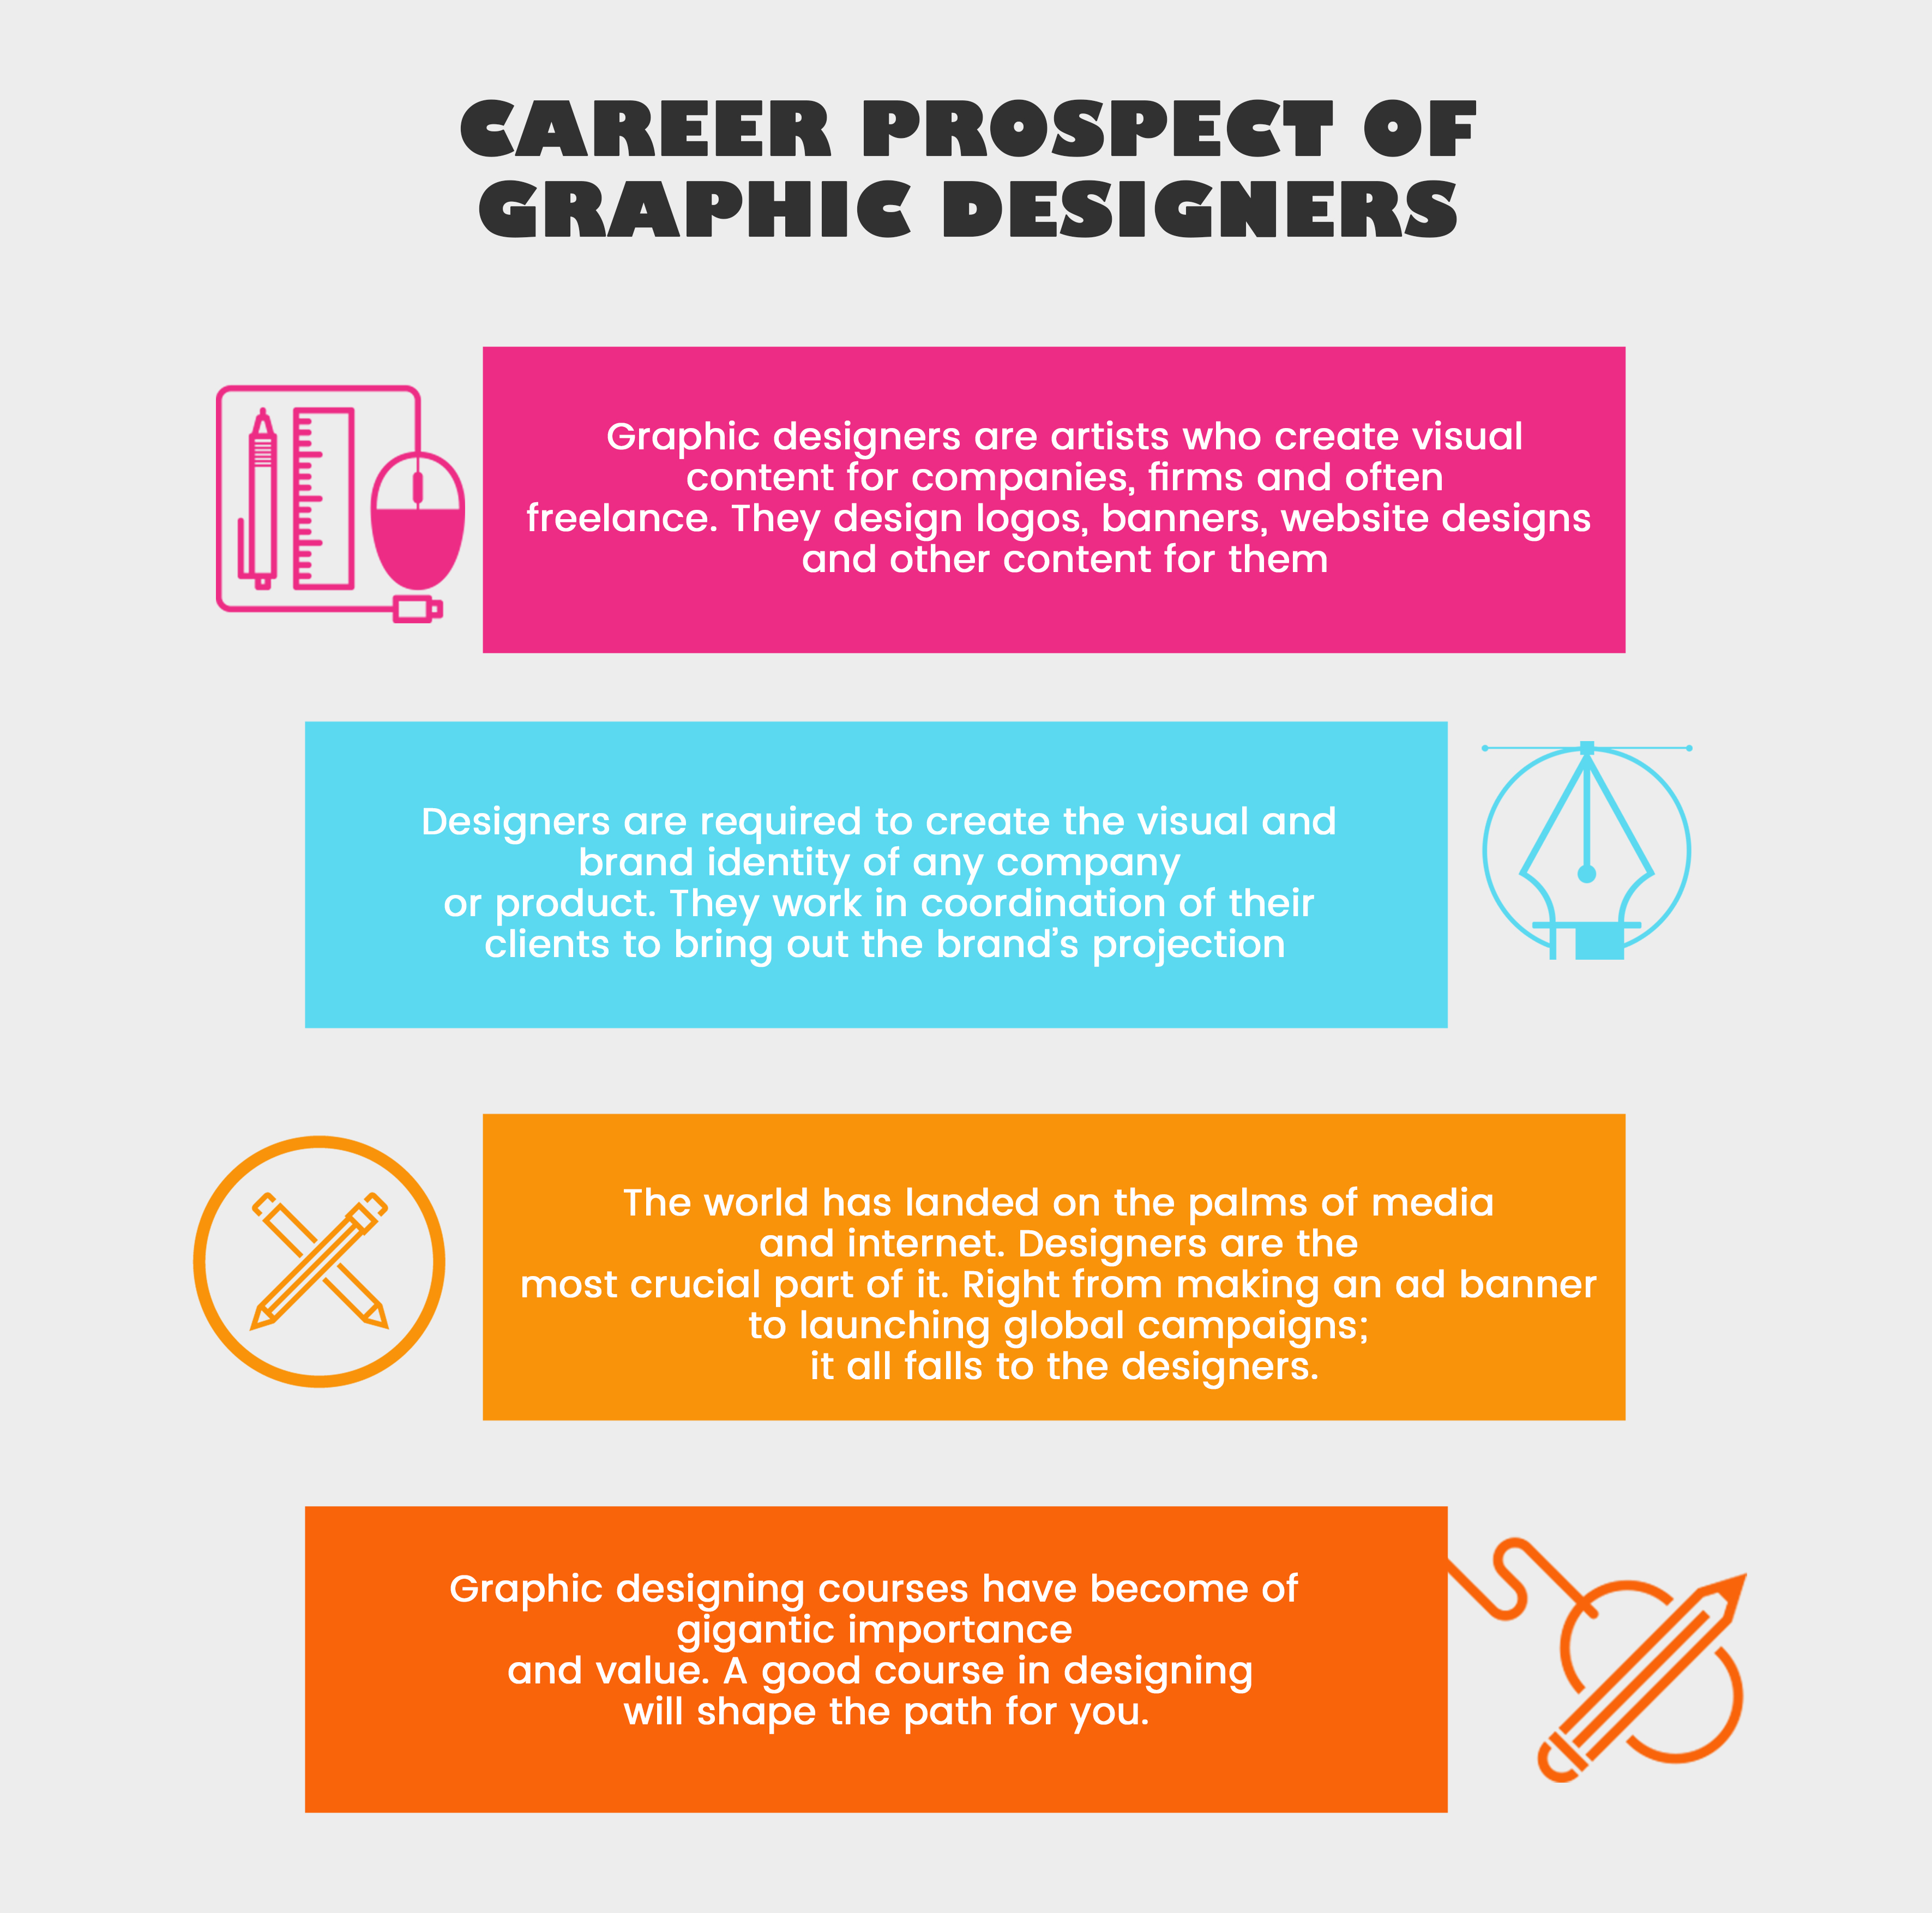 CAREER PROSPECT OF
GRAPHIC DESIGNERS
Graphic designers are artists who create visual
content for companies, firms and often
freelance. They design logos, banners, website designs
and other content for them
Designers are required to create the visual and
brand identity of any company
or product. They work in coordination of their
clients to bring out the brand's projection
The world has landed on the palms of media
and internet. Designers are the
most crucial part of it. Right from making an ad banner
to launching global campaigns;
it all falls to the designers.
Graphic designing courses have become of
gigantic importance
and value. A good course in designing
will shape the path for you.